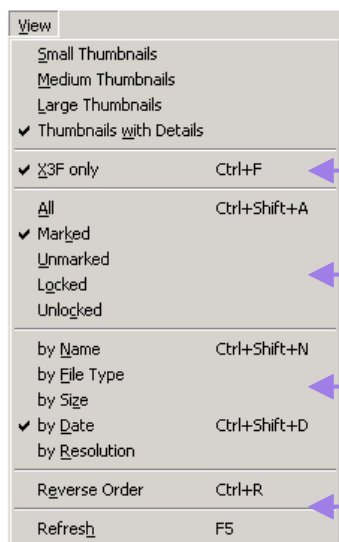 View
Small Thumbnails
Medium Thumbnails
Large Thumbnails
Thumbnails with Details
X3F only Ctrl+F
All Ctrl+Shift+A
Marked
Unmarked
Locked
Unlocked
by Name Ctrl+Shift+N
by File Type
by Size
by Date Ctrl+Shift+D
by Resolution
Reverse Order Ctrl+R
Refresh F5